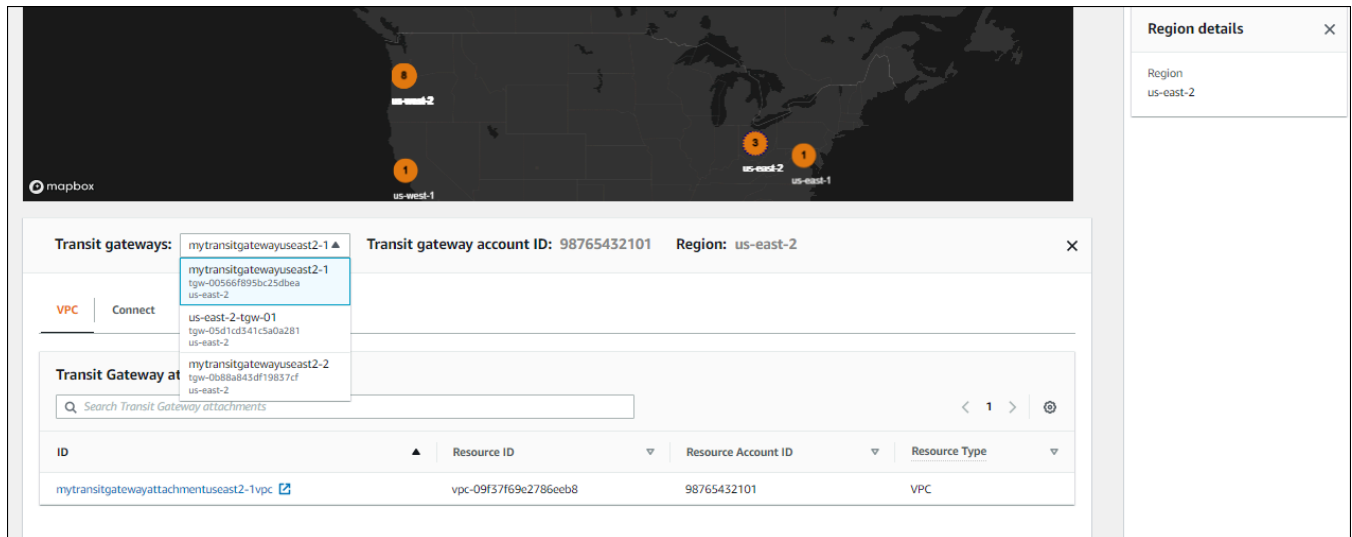 Region details
Region
us-east-2
8
us-west-2
3
us-east-2
1
us-east-1
1
us-west-1
mapbox
Transit gateways: mytransitgatewayuseast2-1 Transit gateway account ID: 98765432101 Region: us-east-2
mytransitgatewayuseast2-1
tgw-00566f895bc25dbea
us-east-2
us-east-2-tgw-01
tgw-05d1cd341c5a0a281
us-east-2
mytransitgatewayuseast2-2
tgw-0b88a843df19837cf
us-east-2
VPC Connect
Transit Gateway at
Search Transit Gateway attachments
1
ID Resource ID Resource Account ID Resource Type
mytransitgatewayattachmentuseast2-1vpc vpc-09f37f69e2786eeb8 98765432101 VPC